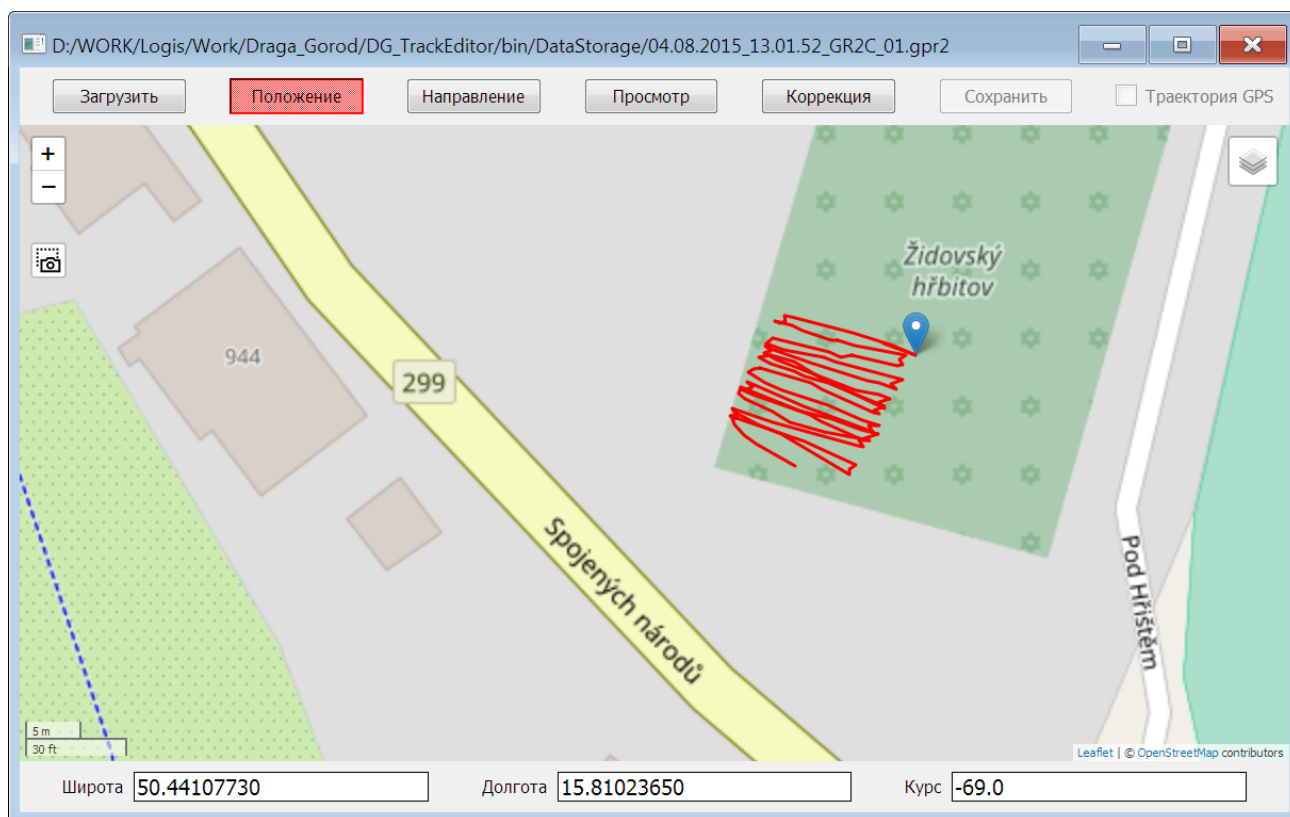 D:/WORK/Logis/Work/Draga_Gorod/DG_TrackEditor/bin/DataStorage/04.08.2015_13.01.52_GR2C_01.gpr2
Загрузить Положение Направление Просмотр Коррекция Сохранить Траектория GPS
+
−
Židovský
hřbitov
944
299
Spojených národů
Pod Hřištěm
5 m
30 ft
Leaflet | © OpenStreetMap contributors
Широта 50.44107730 Долгота 15.81023650 Курс -69.0